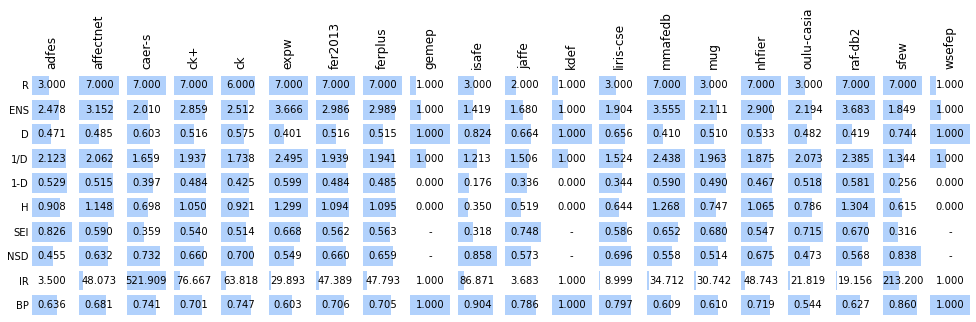 adfes affectnet caer-s ck+ ck expw fer2013 ferplus gemep isafe jaffe kdef liris-cse mmafedb mug nhfier oulu-casia raf-db2 sfew wsefep
R 3.000 7.000 7.000 7.000 6.000 7.000 7.000 7.000 1.000 3.000 2.000 1.000 3.000 7.000 3.000 7.000 3.000 7.000 7.000 1.000
ENS 2.478 3.152 2.010 2.859 2.512 3.666 2.986 2.989 1.000 1.419 1.680 1.000 1.904 3.555 2.111 2.900 2.194 3.683 1.849 1.000
D 0.471 0.485 0.603 0.516 0.575 0.401 0.516 0.515 1.000 0.824 0.664 1.000 0.656 0.410 0.510 0.533 0.482 0.419 0.744 1.000
1/D 2.123 2.062 1.659 1.937 1.738 2.495 1.939 1.941 1.000 1.213 1.506 1.000 1.524 2.438 1.963 1.875 2.073 2.385 1.344 1.000
1-D 0.529 0.515 0.397 0.484 0.425 0.599 0.484 0.485 0.000 0.176 0.336 0.000 0.344 0.590 0.490 0.467 0.518 0.581 0.256 0.000
H 0.908 1.148 0.698 1.050 0.921 1.299 1.094 1.095 0.000 0.350 0.519 0.000 0.644 1.268 0.747 1.065 0.786 1.304 0.615 0.000
SEI 0.826 0.590 0.359 0.540 0.514 0.668 0.562 0.563 - 0.318 0.748 - 0.586 0.652 0.680 0.547 0.715 0.670 0.316 -
NSD 0.455 0.632 0.732 0.660 0.700 0.549 0.660 0.659 - 0.858 0.573 - 0.696 0.558 0.514 0.675 0.473 0.568 0.838 -
IR 3.500 48.073 521.909 76.667 63.818 29.893 47.389 47.793 1.000 86.871 3.683 1.000 8.999 34.712 30.742 48.743 21.819 19.156 213.200 1.000
BP 0.636 0.681 0.741 0.701 0.747 0.603 0.706 0.705 1.000 0.904 0.786 1.000 0.797 0.609 0.610 0.719 0.544 0.627 0.860 1.000